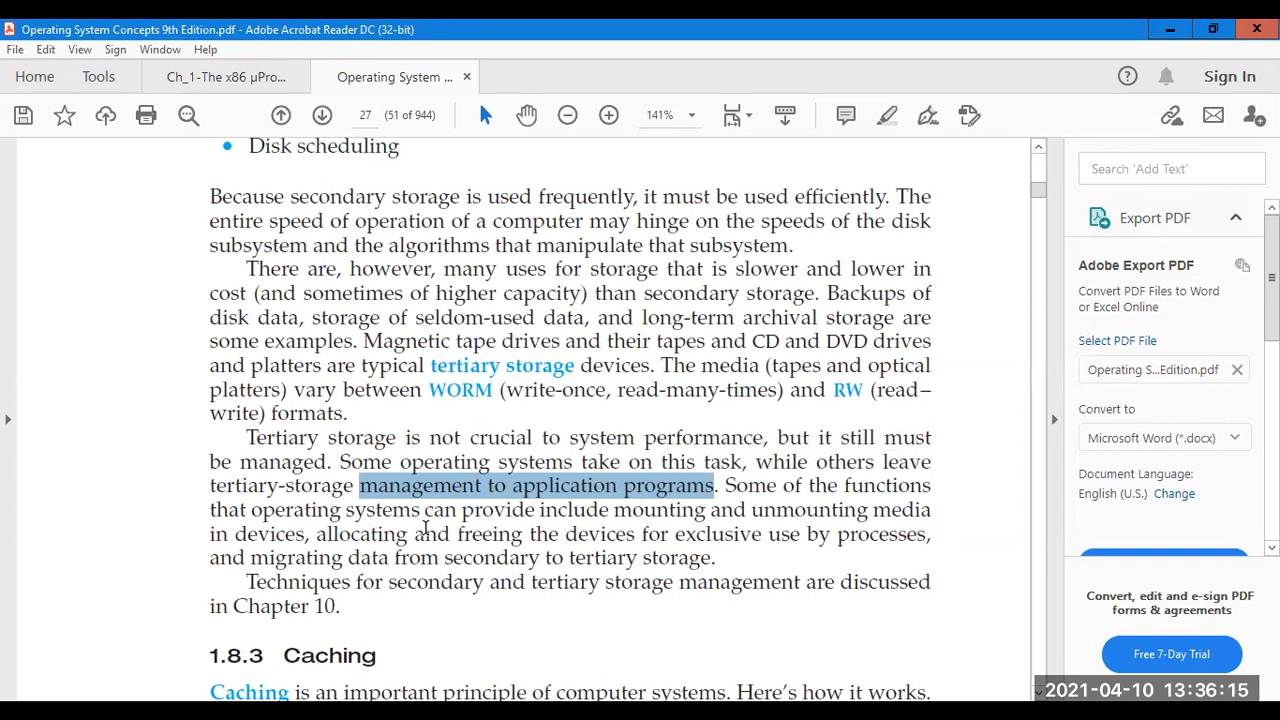 Operating System Concepts 9th Edition.pdf - Adobe Acrobat Reader DC (32-bit)
File Edit View Sign Window Help
Home Tools Ch_1-The x86 µPro... Operating System ... × Sign In
27 (51 of 944) 141%
• Disk scheduling
Because secondary storage is used frequently, it must be used efficiently. The
entire speed of operation of a computer may hinge on the speeds of the disk
subsystem and the algorithms that manipulate that subsystem.
There are, however, many uses for storage that is slower and lower in
cost (and sometimes of higher capacity) than secondary storage. Backups of
disk data, storage of seldom-used data, and long-term archival storage are
some examples. Magnetic tape drives and their tapes and CD and DVD drives
and platters are typical tertiary storage devices. The media (tapes and optical
platters) vary between WORM (write-once, read-many-times) and RW (read–
write) formats.
Tertiary storage is not crucial to system performance, but it still must
be managed. Some operating systems take on this task, while others leave
tertiary-storage management to application programs. Some of the functions
that operating systems can provide include mounting and unmounting media
in devices, allocating and freeing the devices for exclusive use by processes,
and migrating data from secondary to tertiary storage.
Techniques for secondary and tertiary storage management are discussed
in Chapter 10.
1.8.3 Caching
Caching is an important principle of computer systems. Here's how it works.
Search 'Add Text'
Export PDF
Adobe Export PDF
Convert PDF Files to Word
or Excel Online
Select PDF File
Operating S...Edition.pdf ×
Convert to
Microsoft Word (*.docx)
Document Language:
English (U.S.) Change
Convert, edit and e-sign PDF
forms & agreements
Free 7-Day Trial
2021-04-10 13:36:15